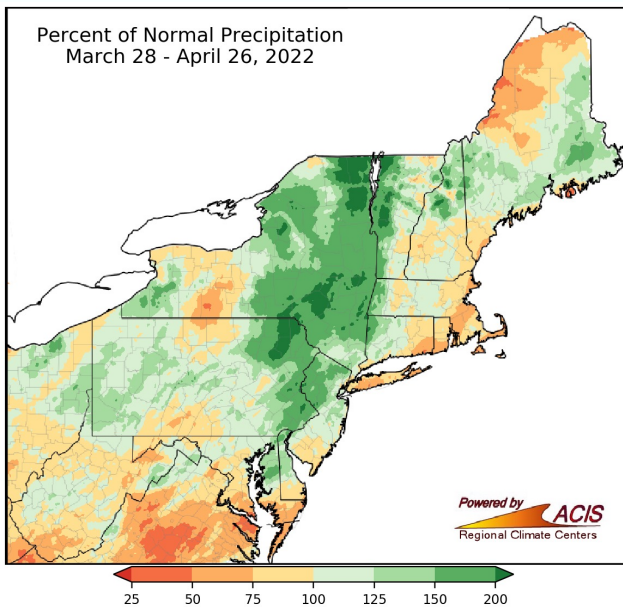 Percent of Normal Precipitation
March 28 - April 26, 2022
Powered by
ACIS
Regional Climate Centers
25 50 75 100 125 150 200